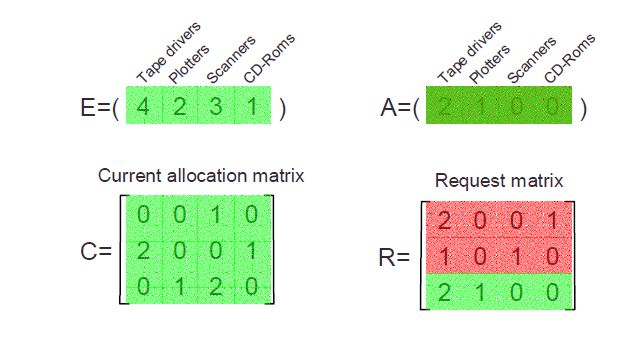 Tape drivers Plotters Scanners CD-Roms
E=( 4 2 3 1 )
Tape drivers Plotters Scanners CD-Roms
A=( 2 1 0 0 )
Current allocation matrix
C=
0 0 1 0
2 0 0 1
0 1 2 0
Request matrix
R=
2 0 0 1
1 0 1 0
2 1 0 0